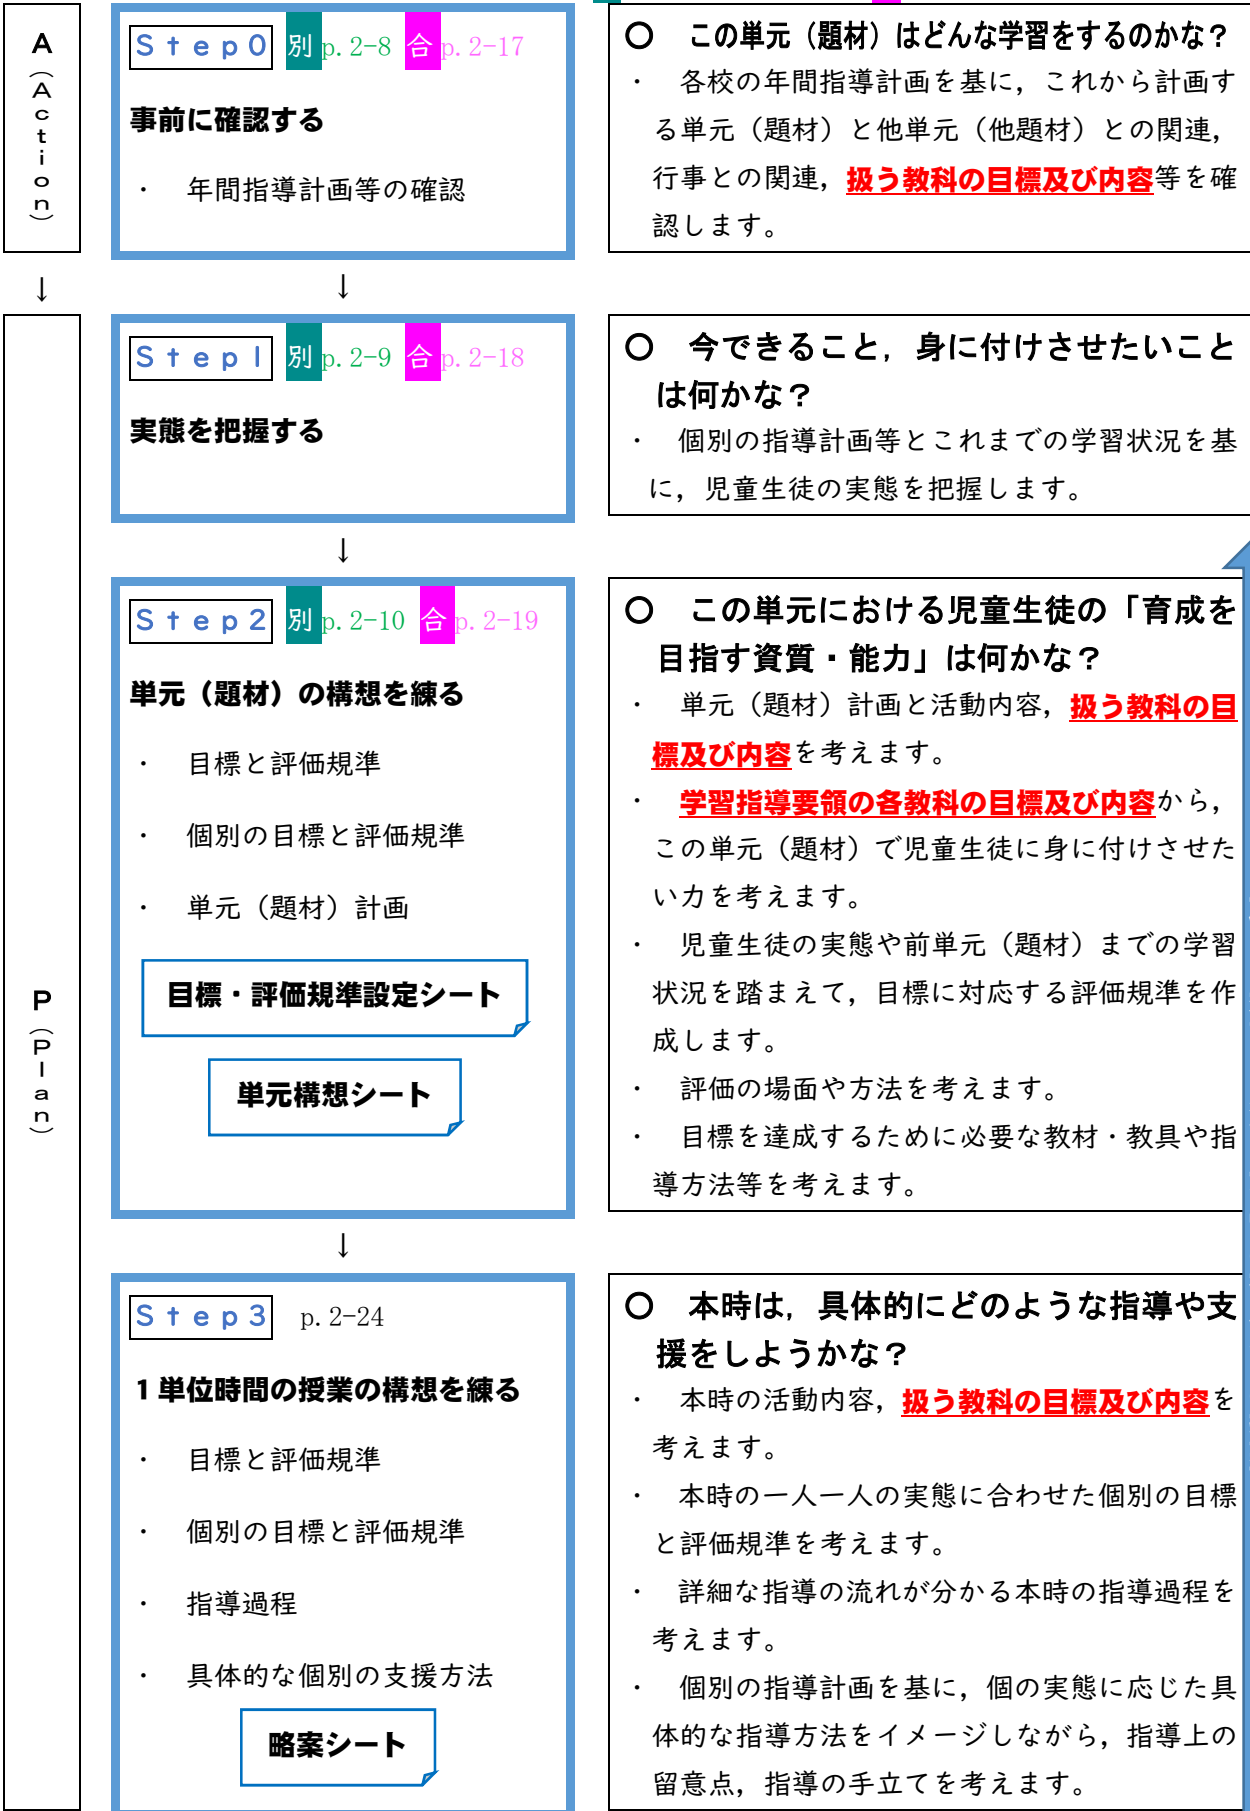 A（Action）
Step0 別 p.2-8 合 p.2-17
事前に確認する
・ 年間指導計画等の確認
〇 この単元（題材）はどんな学習をするのかな？
・ 各校の年間指導計画を基に，これから計画す
る単元（題材）と他単元（他題材）との関連，
行事との関連，扱う教科の目標及び内容等を確
認します。
↓
↓
P（Plan）
Step1 別 p.2-9 合 p.2-18
実態を把握する
〇 今できること，身に付けさせたいこと
は何かな？
・ 個別の指導計画等とこれまでの学習状況を基
に，児童生徒の実態を把握します。
↓
Step2 別 p.2-10 合 p.2-19
単元（題材）の構想を練る
・ 目標と評価規準
・ 個別の目標と評価規準
・ 単元（題材）計画
目標・評価規準設定シート
単元構想シート
〇 この単元における児童生徒の「育成を
目指す資質・能力」は何かな？
・ 単元（題材）計画と活動内容，扱う教科の目
標及び内容を考えます。
・ 学習指導要領の各教科の目標及び内容から，
この単元（題材）で児童生徒に身に付けさせた
い力を考えます。
・ 児童生徒の実態や前単元（題材）までの学習
状況を踏まえて，目標に対応する評価規準を作
成します。
・ 評価の場面や方法を考えます。
・ 目標を達成するために必要な教材・教具や指
導方法等を考えます。
↓
Step3 p.2-24
１単位時間の授業の構想を練る
・ 目標と評価規準
・ 個別の目標と評価規準
・ 指導過程
・ 具体的な個別の支援方法
略案シート
〇 本時は，具体的にどのような指導や支
援をしようかな？
・ 本時の活動内容，扱う教科の目標及び内容を
考えます。
・ 本時の一人一人の実態に合わせた個別の目標
と評価規準を考えます。
・ 詳細な指導の流れが分かる本時の指導過程を
考えます。
・ 個別の指導計画を基に，個の実態に応じた具
体的な指導方法をイメージしながら，指導上の
留意点，指導の手立てを考えます。